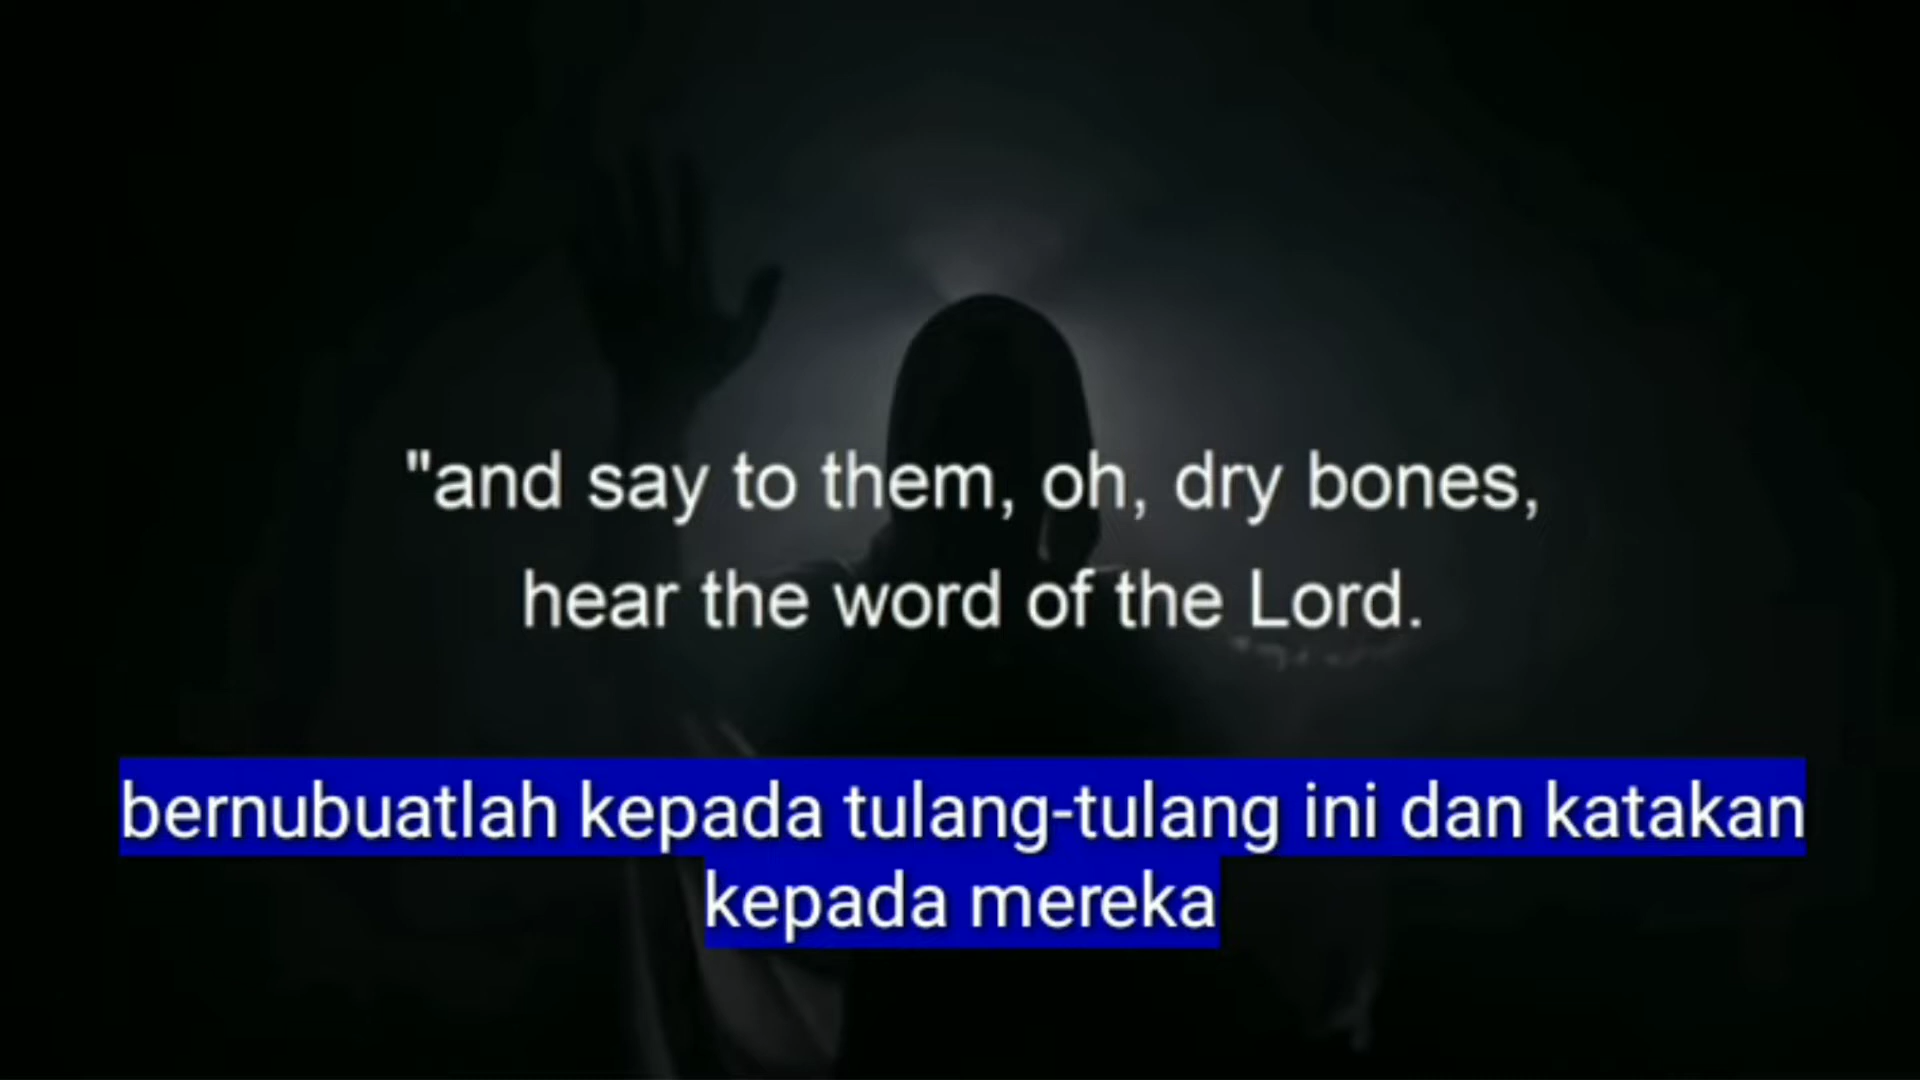 "and say to them, oh, dry bones,
hear the word of the Lord.
bernubuatlah kepada tulang-tulang ini dan katakan
kepada mereka